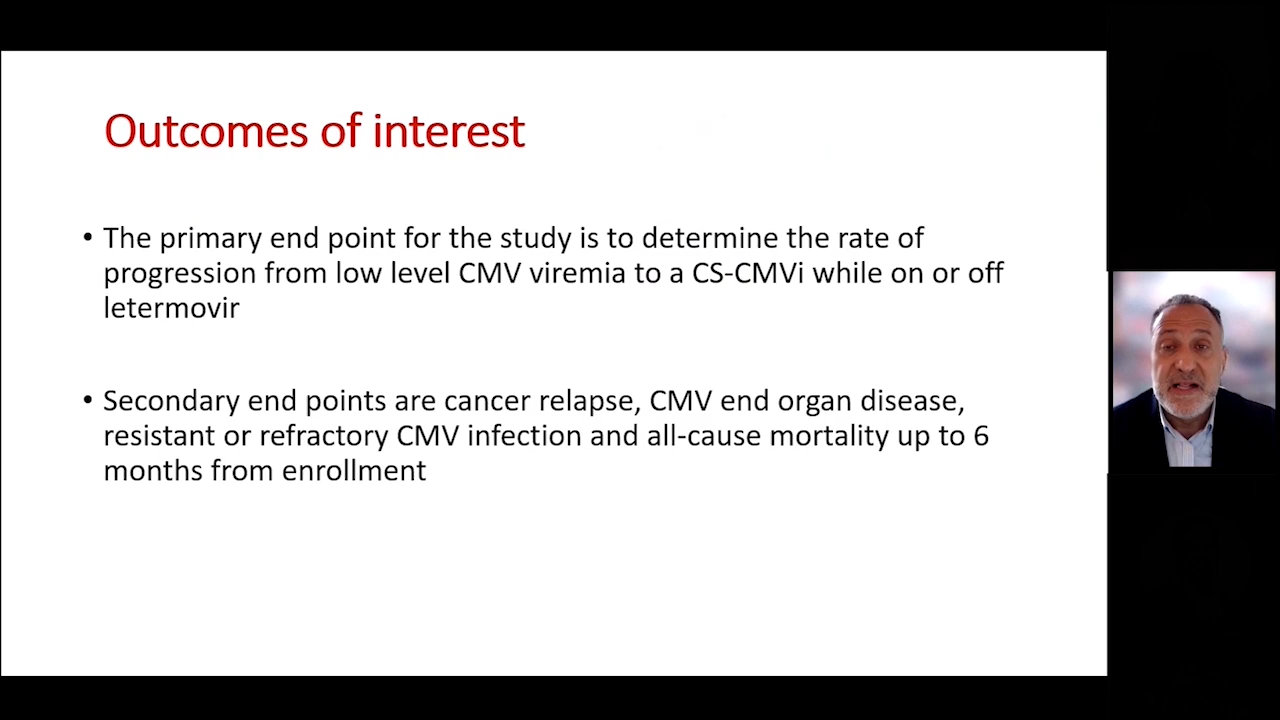 Outcomes of interest
• The primary end point for the study is to determine the rate of
progression from low level CMV viremia to a CS-CMVi while on or off
letermovir
• Secondary end points are cancer relapse, CMV end organ disease,
resistant or refractory CMV infection and all-cause mortality up to 6
months from enrollment